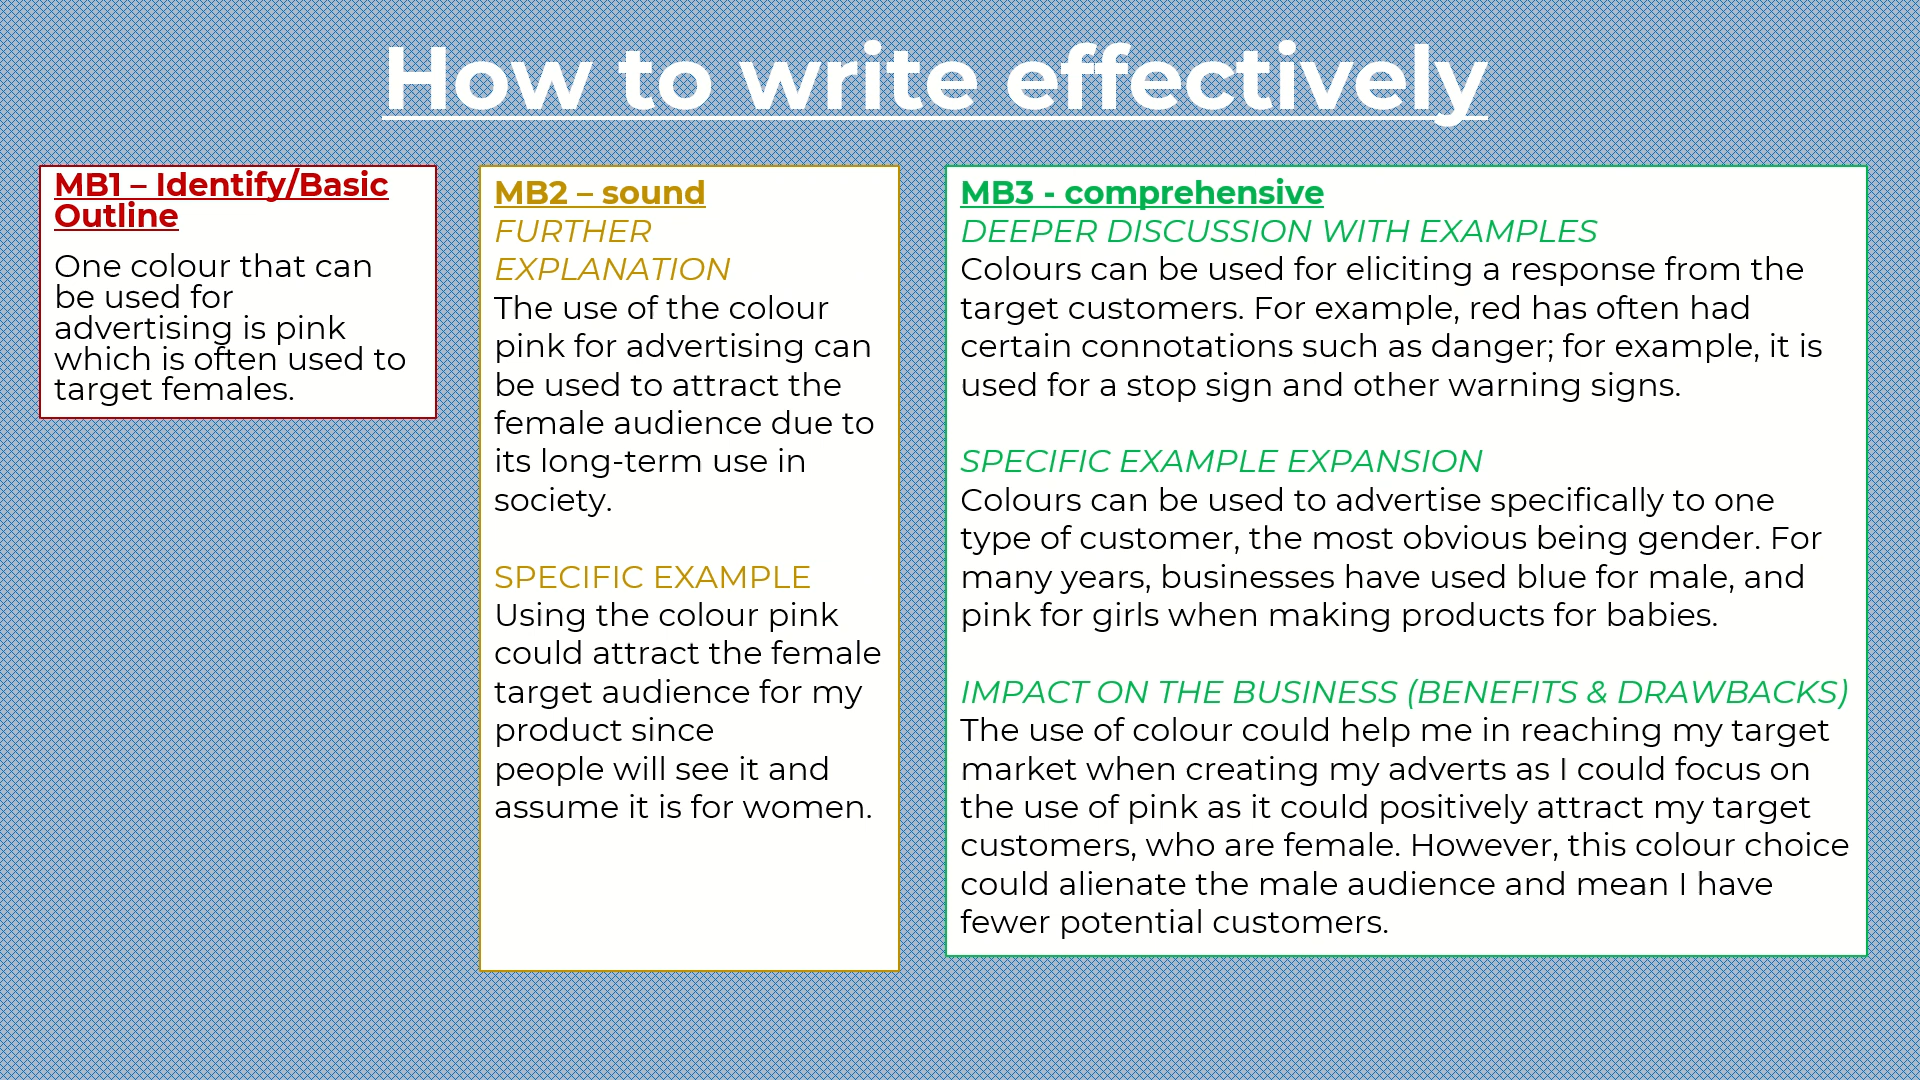 How to write effectively
MB1 – Identify/Basic
Outline
One colour that can
be used for
advertising is pink
which is often used to
target females.
MB2 – sound
FURTHER
EXPLANATION
The use of the colour
pink for advertising can
be used to attract the
female audience due to
its long-term use in
society.
SPECIFIC EXAMPLE
Using the colour pink
could attract the female
target audience for my
product since
people will see it and
assume it is for women.
MB3 - comprehensive
DEEPER DISCUSSION WITH EXAMPLES
Colours can be used for eliciting a response from the
target customers. For example, red has often had
certain connotations such as danger; for example, it is
used for a stop sign and other warning signs.
SPECIFIC EXAMPLE EXPANSION
Colours can be used to advertise specifically to one
type of customer, the most obvious being gender. For
many years, businesses have used blue for male, and
pink for girls when making products for babies.
IMPACT ON THE BUSINESS (BENEFITS & DRAWBACKS)
The use of colour could help me in reaching my target
market when creating my adverts as I could focus on
the use of pink as it could positively attract my target
customers, who are female. However, this colour choice
could alienate the male audience and mean I have
fewer potential customers.